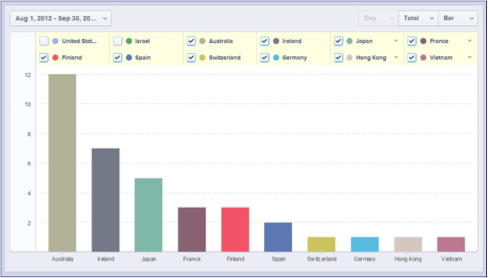 Aug 1, 2012 - Sep 30, 20...
Day
Total
Bar
United Stat...
Israel
Australia
Ireland
Japan
France
Finland
Spain
Switzerland
Germany
Hong Kong
Vietnam
12
10
8
6
4
2
Australia
Ireland
Japan
France
Finland
Spain
Switzerland
Germany
Hong Kong
Vietnam